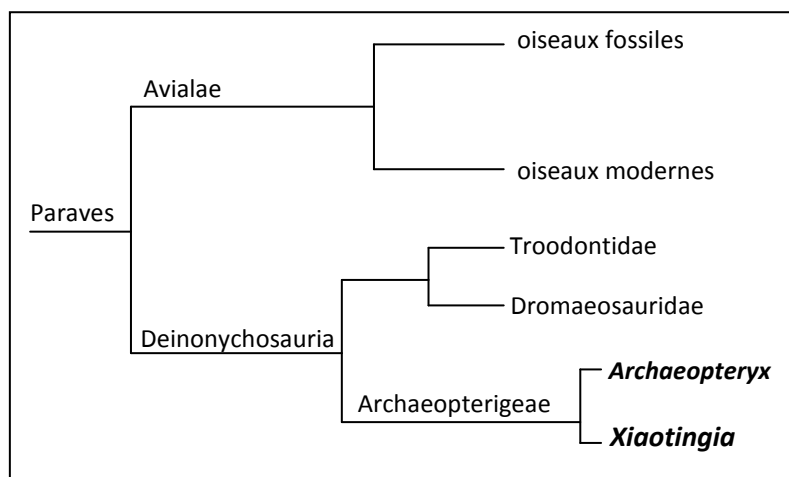 oiseaux fossiles
Avialae
oiseaux modernes
Paraves
Troodontidae
Dromaeosauridae
Deinonychosauria
Archaeopteryx
Archaeopterigeae
Xiaotingia